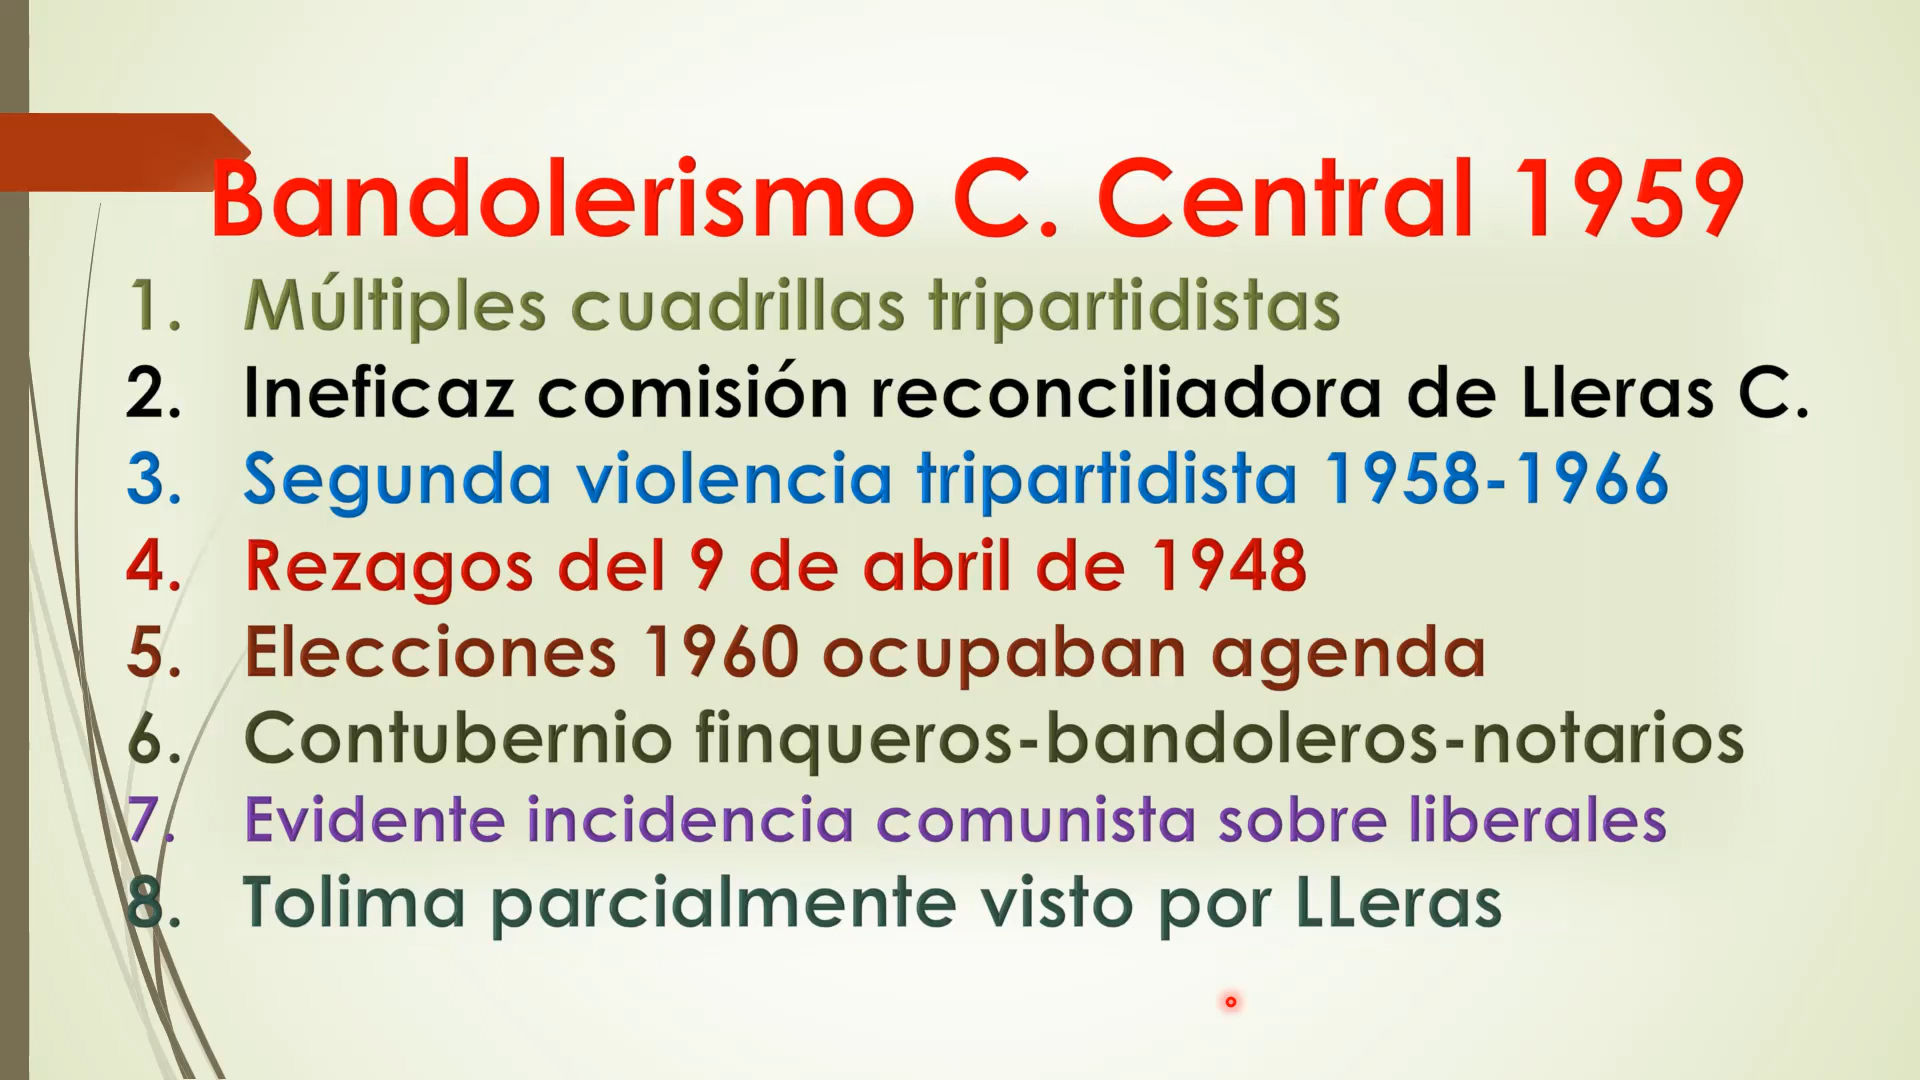 Bandolerismo C. Central 1959
1. Múltiples cuadrillas tripartidistas
2. Ineficaz comisión reconciliadora de Lleras C.
3. Segunda violencia tripartidista 1958-1966
4. Rezagos del 9 de abril de 1948
5. Elecciones 1960 ocupaban agenda
6. Contubernio finqueros-bandoleros-notarios
7. Evidente incidencia comunista sobre liberales
8. Tolima parcialmente visto por LLeras